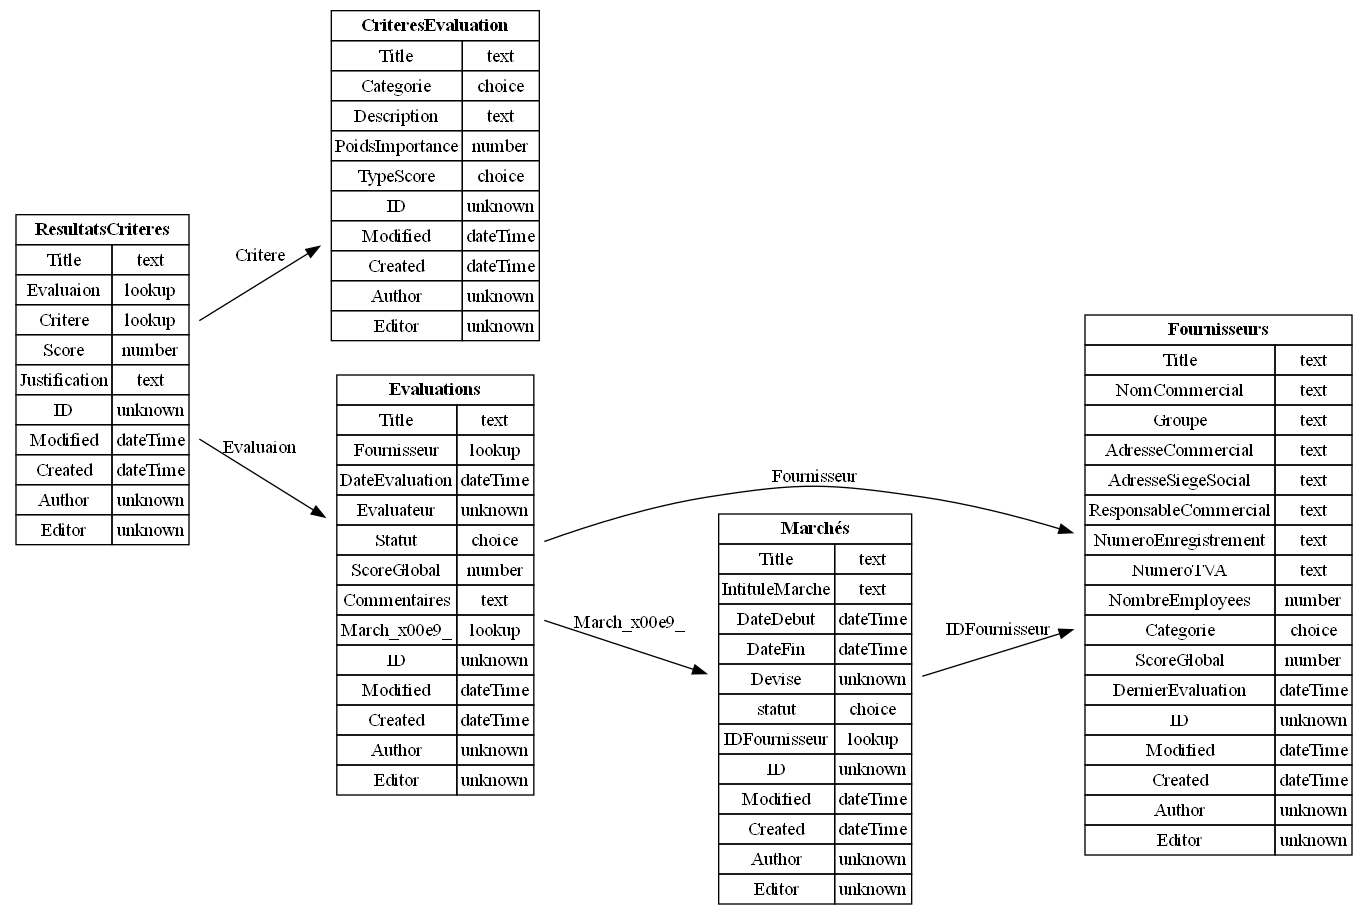 CriteresEvaluation
Title text
Categorie choice
Description text
PoidsImportance number
TypeScore choice
ID unknown
Modified dateTime
Created dateTime
Author unknown
Editor unknown
ResultatsCriteres
Title text
Evaluaion lookup
Critere lookup
Score number
Justification text
ID unknown
Modified dateTime
Created dateTime
Author unknown
Editor unknown
Critere
Evaluaion
Evaluations
Title text
Fournisseur lookup
DateEvaluation dateTime
Evaluateur unknown
Statut choice
ScoreGlobal number
Commentaires text
March_x00e9_ lookup
ID unknown
Modified dateTime
Created dateTime
Author unknown
Editor unknown
Fournisseur
March_x00e9_
Marchés
Title text
IntituleMarche text
DateDebut dateTime
DateFin dateTime
Devise unknown
statut choice
IDFournisseur lookup
ID unknown
Modified dateTime
Created dateTime
Author unknown
Editor unknown
IDFournisseur
Fournisseurs
Title text
NomCommercial text
Groupe text
AdresseCommercial text
AdresseSiegeSocial text
ResponsableCommercial text
NumeroEnregistrement text
NumeroTVA text
NombreEmployees number
Categorie choice
ScoreGlobal number
DernierEvaluation dateTime
ID unknown
Modified dateTime
Created dateTime
Author unknown
Editor unknown